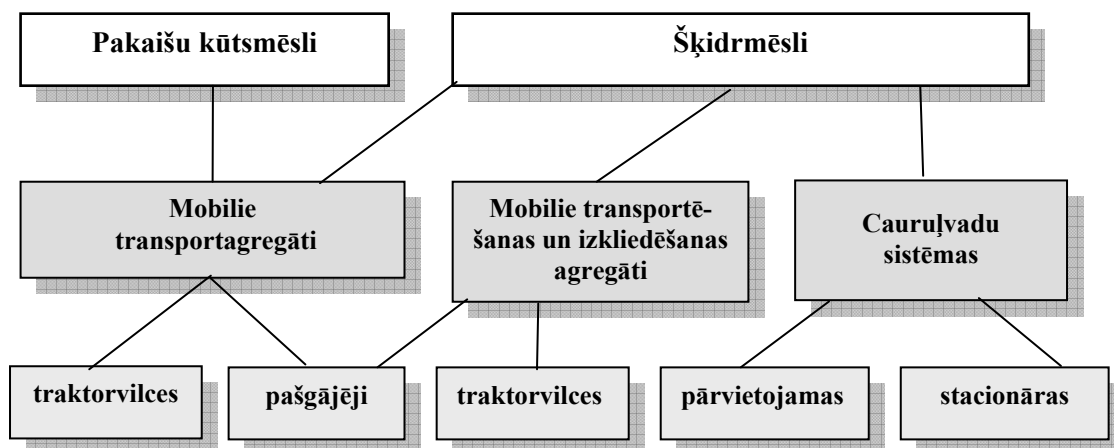 Pakaišu kūtsmēsli
Šķidrmēsli
Mobilie
transportagregāti
Mobilie transportē-
šanas un izkliedēšanas
agregāti
Cauruļvadu
sistēmas
traktorvilces
pašgājēji
traktorvilces
pārvietojamas
stacionāras